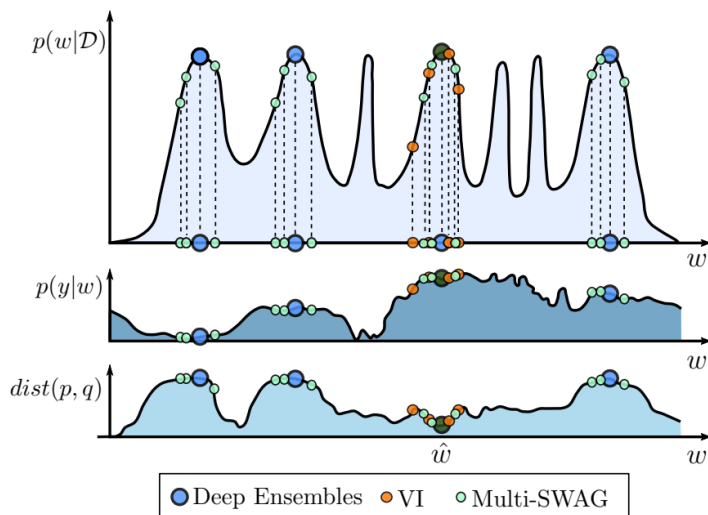 p(w|𝒟)
w
p(y|w)
w
dist(p, q)
ŵ
w
Deep Ensembles VI Multi-SWAG